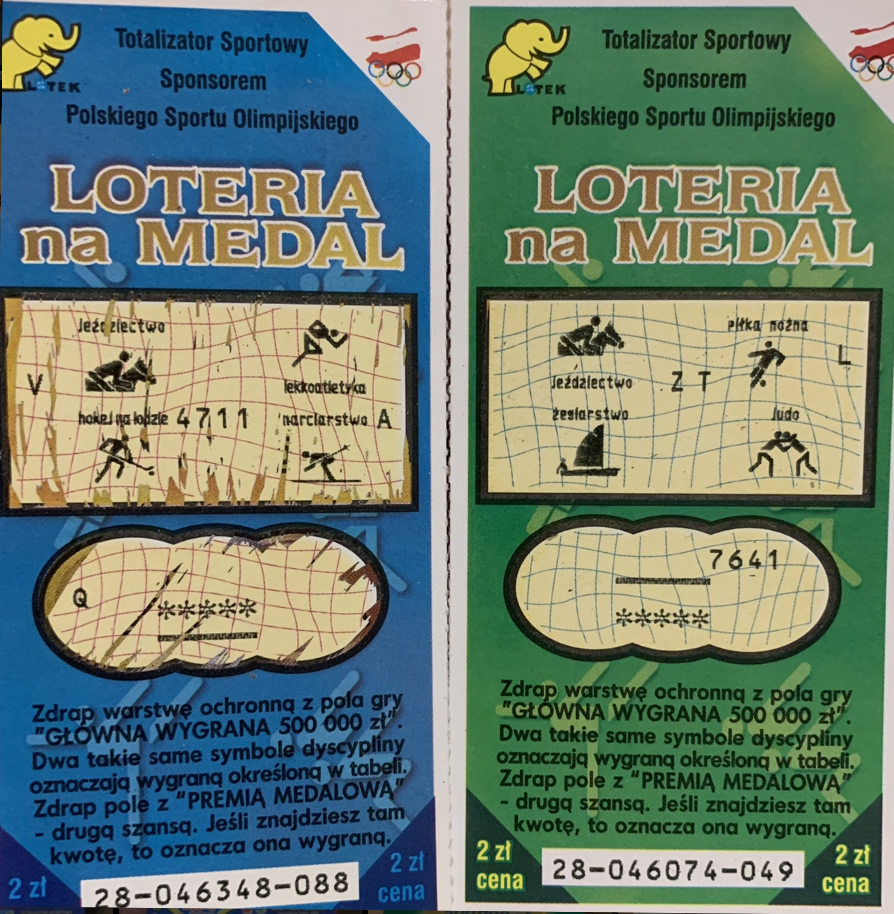 LOTEK
Totalizator Sportowy
Sponsorem
Polskiego Sportu Olimpijskiego
LOTERIA
na MEDAL
Jeździectwo
V
lekkoatletyka
hokej na lodzie 4711 narciarstwo A
Q
*****
Zdrap warstwę ochronną z pola gry
"GŁÓWNA WYGRANA 500 000 zł".
Dwa takie same symbole dyscypliny
oznaczają wygraną określoną w tabeli.
Zdrap pole z "PREMIĄ MEDALOWĄ"
- drugą szansą. Jeśli znajdziesz tam
kwotę, to oznacza ona wygraną.
2 zł
28-046348-088
2 zł
cena
LOTEK
Totalizator Sportowy
Sponsorem
Polskiego Sportu Olimpijskiego
LOTERIA
na MEDAL
piłka nożna
L
Jeździectwo Z T
żeglarstwo Judo
7641
*****
Zdrap warstwę ochronną z pola gry
"GŁÓWNA WYGRANA 500 000 zł".
Dwa takie same symbole dyscypliny
oznaczają wygraną określoną w tabeli.
Zdrap pole z "PREMIĄ MEDALOWĄ"
- drugą szansą. Jeśli znajdziesz tam
kwotę, to oznacza ona wygraną.
2 zł
cena
28-046074-049
2 zł
cena